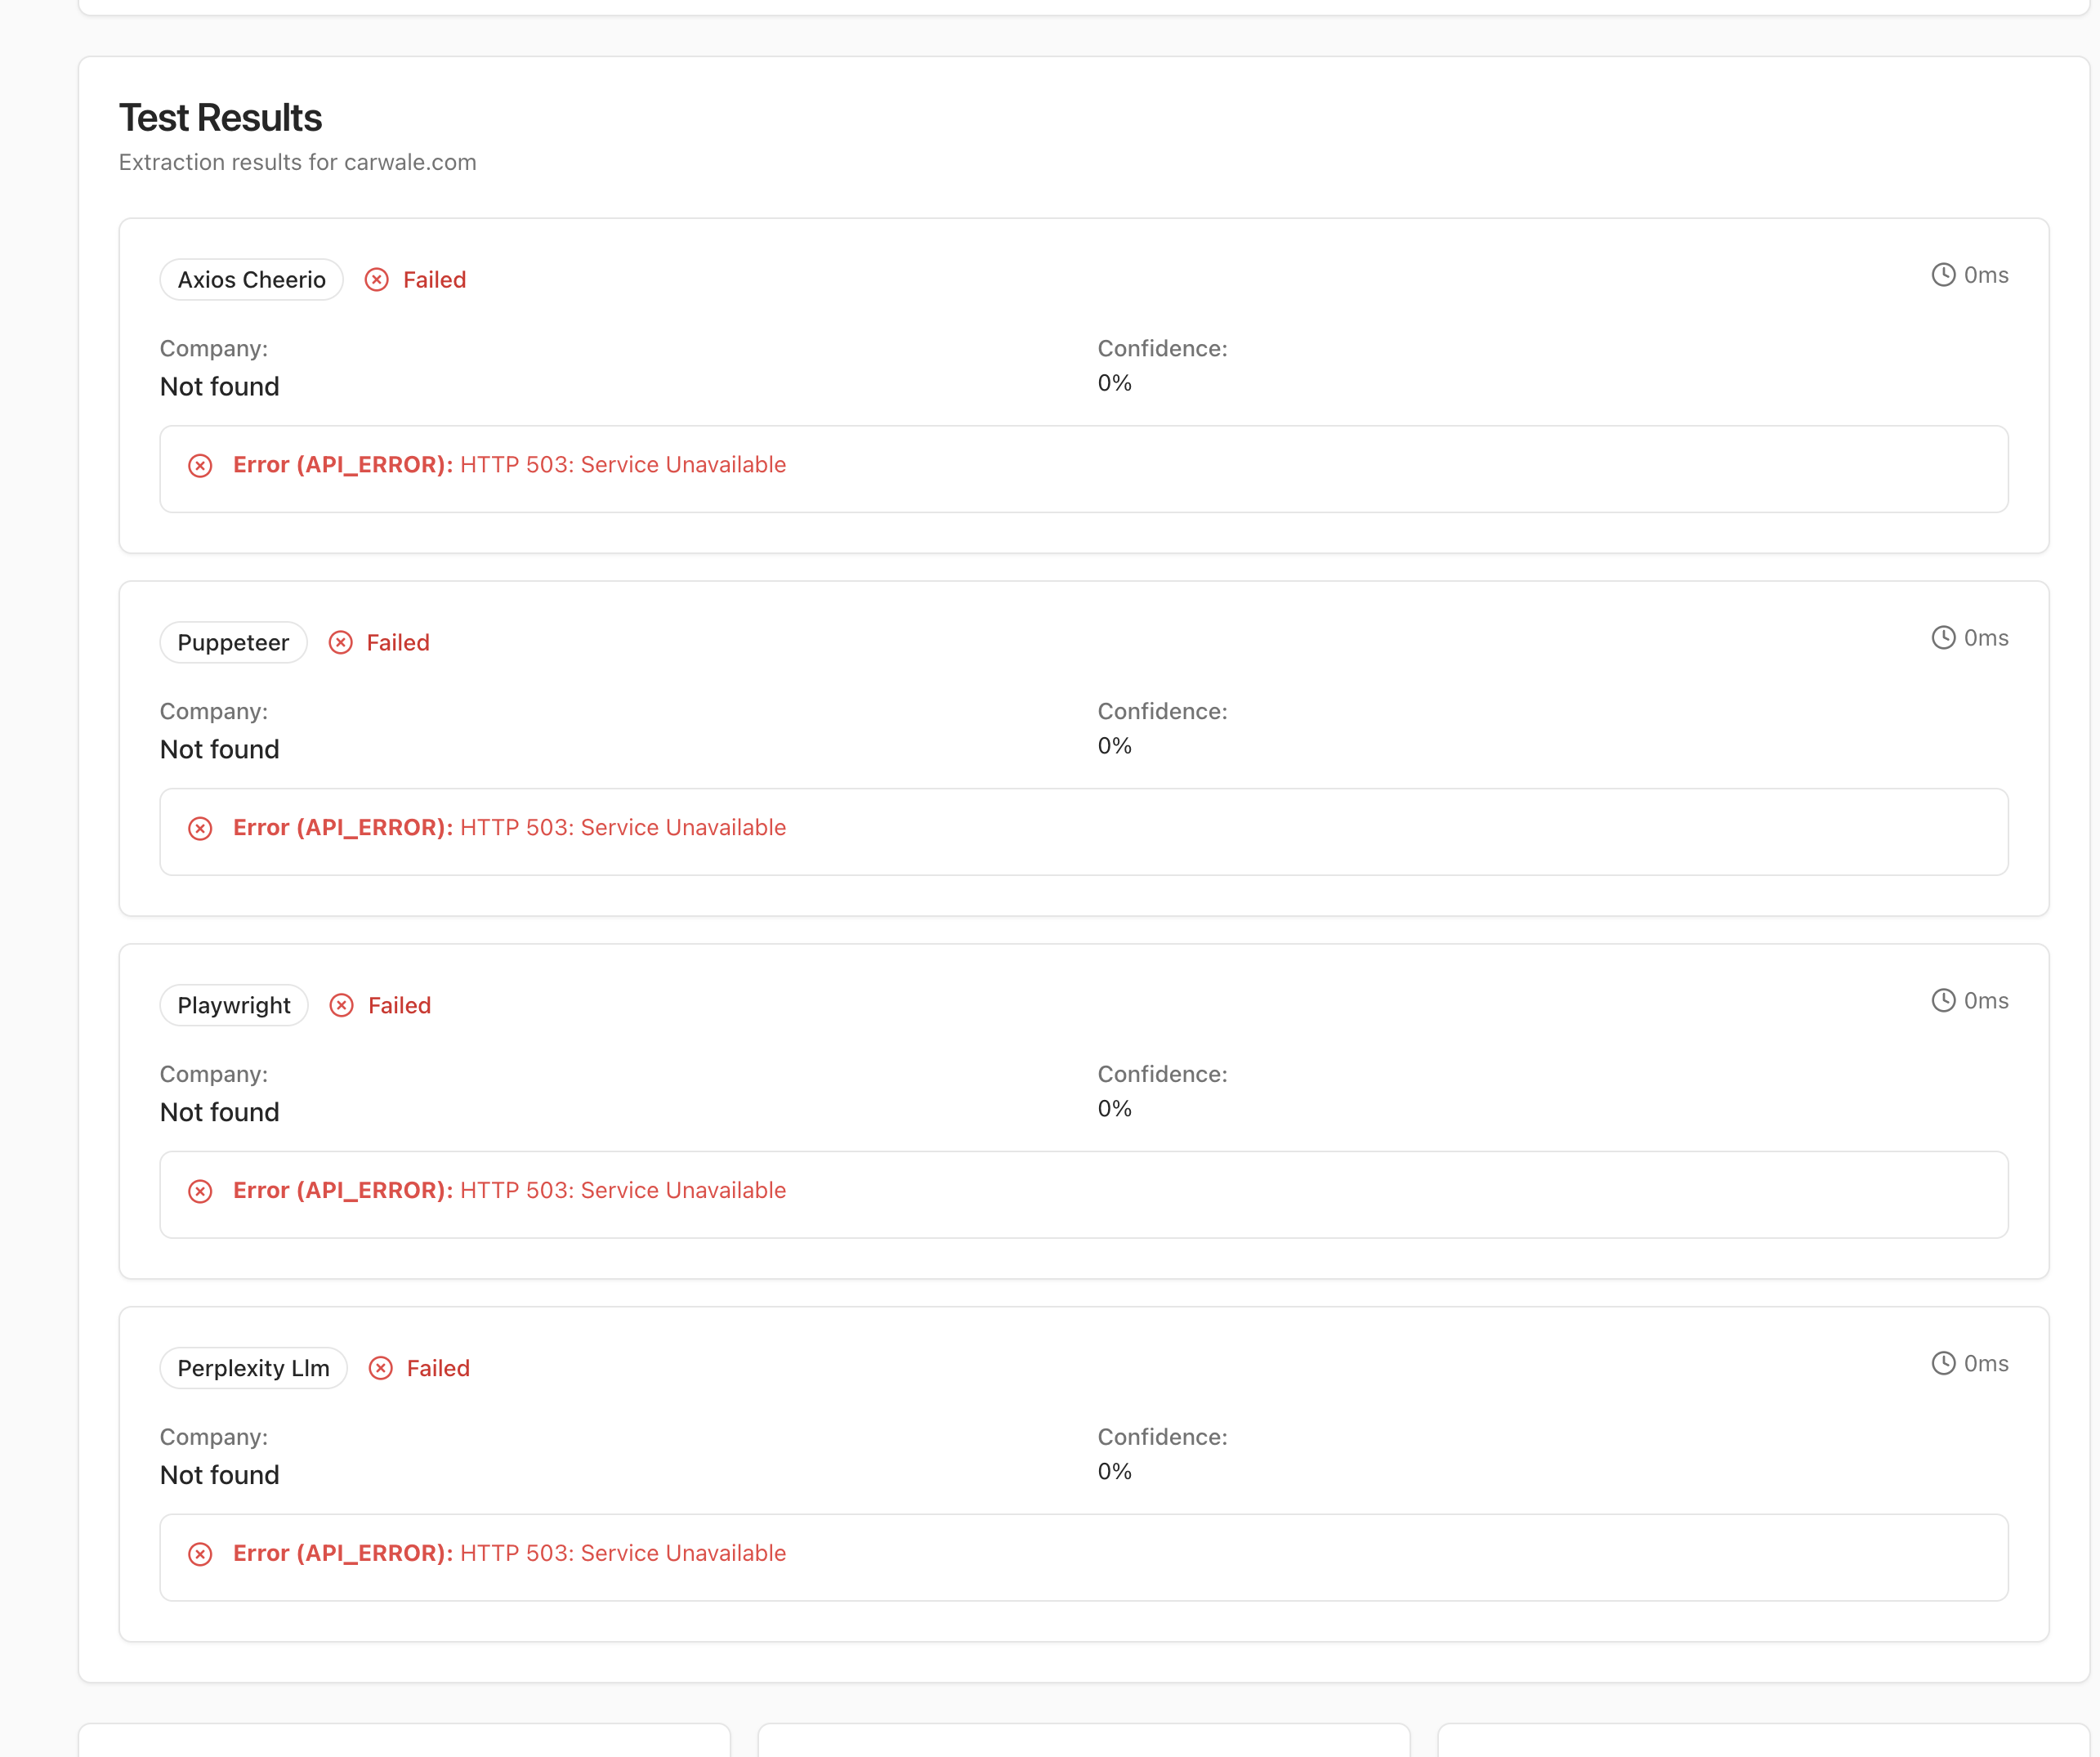 Test Results
Extraction results for carwale.com
Axios Cheerio Failed 0ms
Company: Confidence:
Not found 0%
Error (API_ERROR): HTTP 503: Service Unavailable
Puppeteer Failed 0ms
Company: Confidence:
Not found 0%
Error (API_ERROR): HTTP 503: Service Unavailable
Playwright Failed 0ms
Company: Confidence:
Not found 0%
Error (API_ERROR): HTTP 503: Service Unavailable
Perplexity Llm Failed 0ms
Company: Confidence:
Not found 0%
Error (API_ERROR): HTTP 503: Service Unavailable